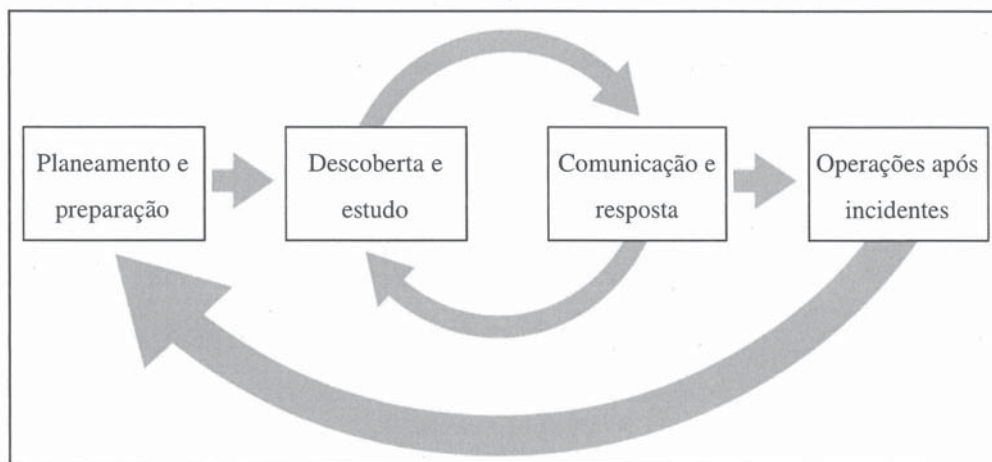 Planeamento e
preparação
Descoberta e
estudo
Comunicação e
resposta
Operações após
incidentes